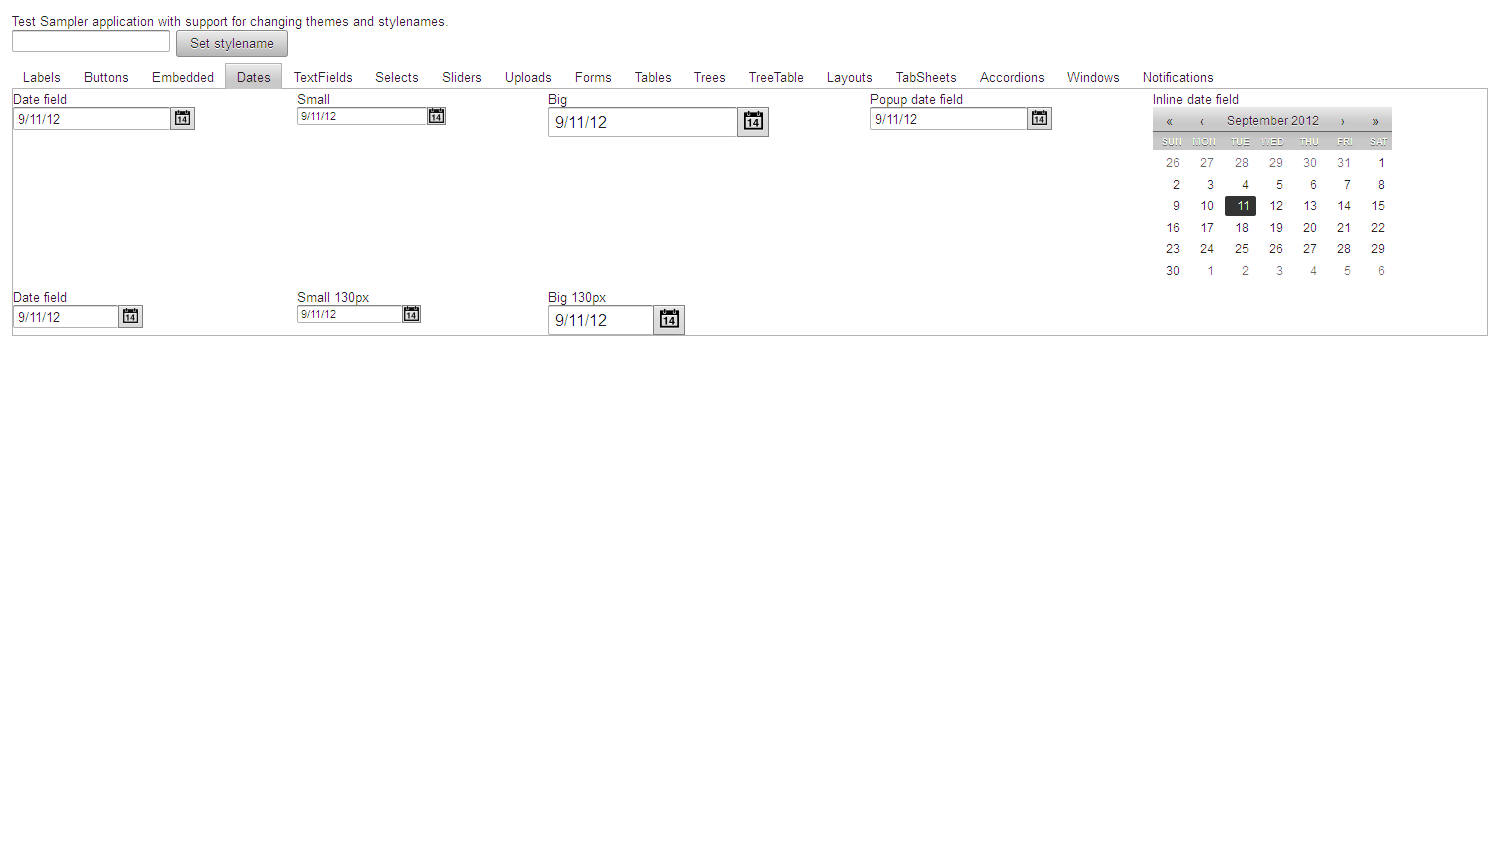 Test Sampler application with support for changing themes and stylenames.
Set stylename
Labels Buttons Embedded Dates TextFields Selects Sliders Uploads Forms Tables Trees TreeTable Layouts TabSheets Accordions Windows Notifications
Date field Small Big Popup date field Inline date field
9/11/12 14 9/11/12 14 9/11/12 14 9/11/12 14
« ‹ September 2012 › »
SUN MON TUE WED THU FRI SAT
26 27 28 29 30 31 1
2 3 4 5 6 7 8
9 10 11 12 13 14 15
16 17 18 19 20 21 22
23 24 25 26 27 28 29
30 1 2 3 4 5 6
Date field Small 130px Big 130px
9/11/12 14 9/11/12 14 9/11/12 14